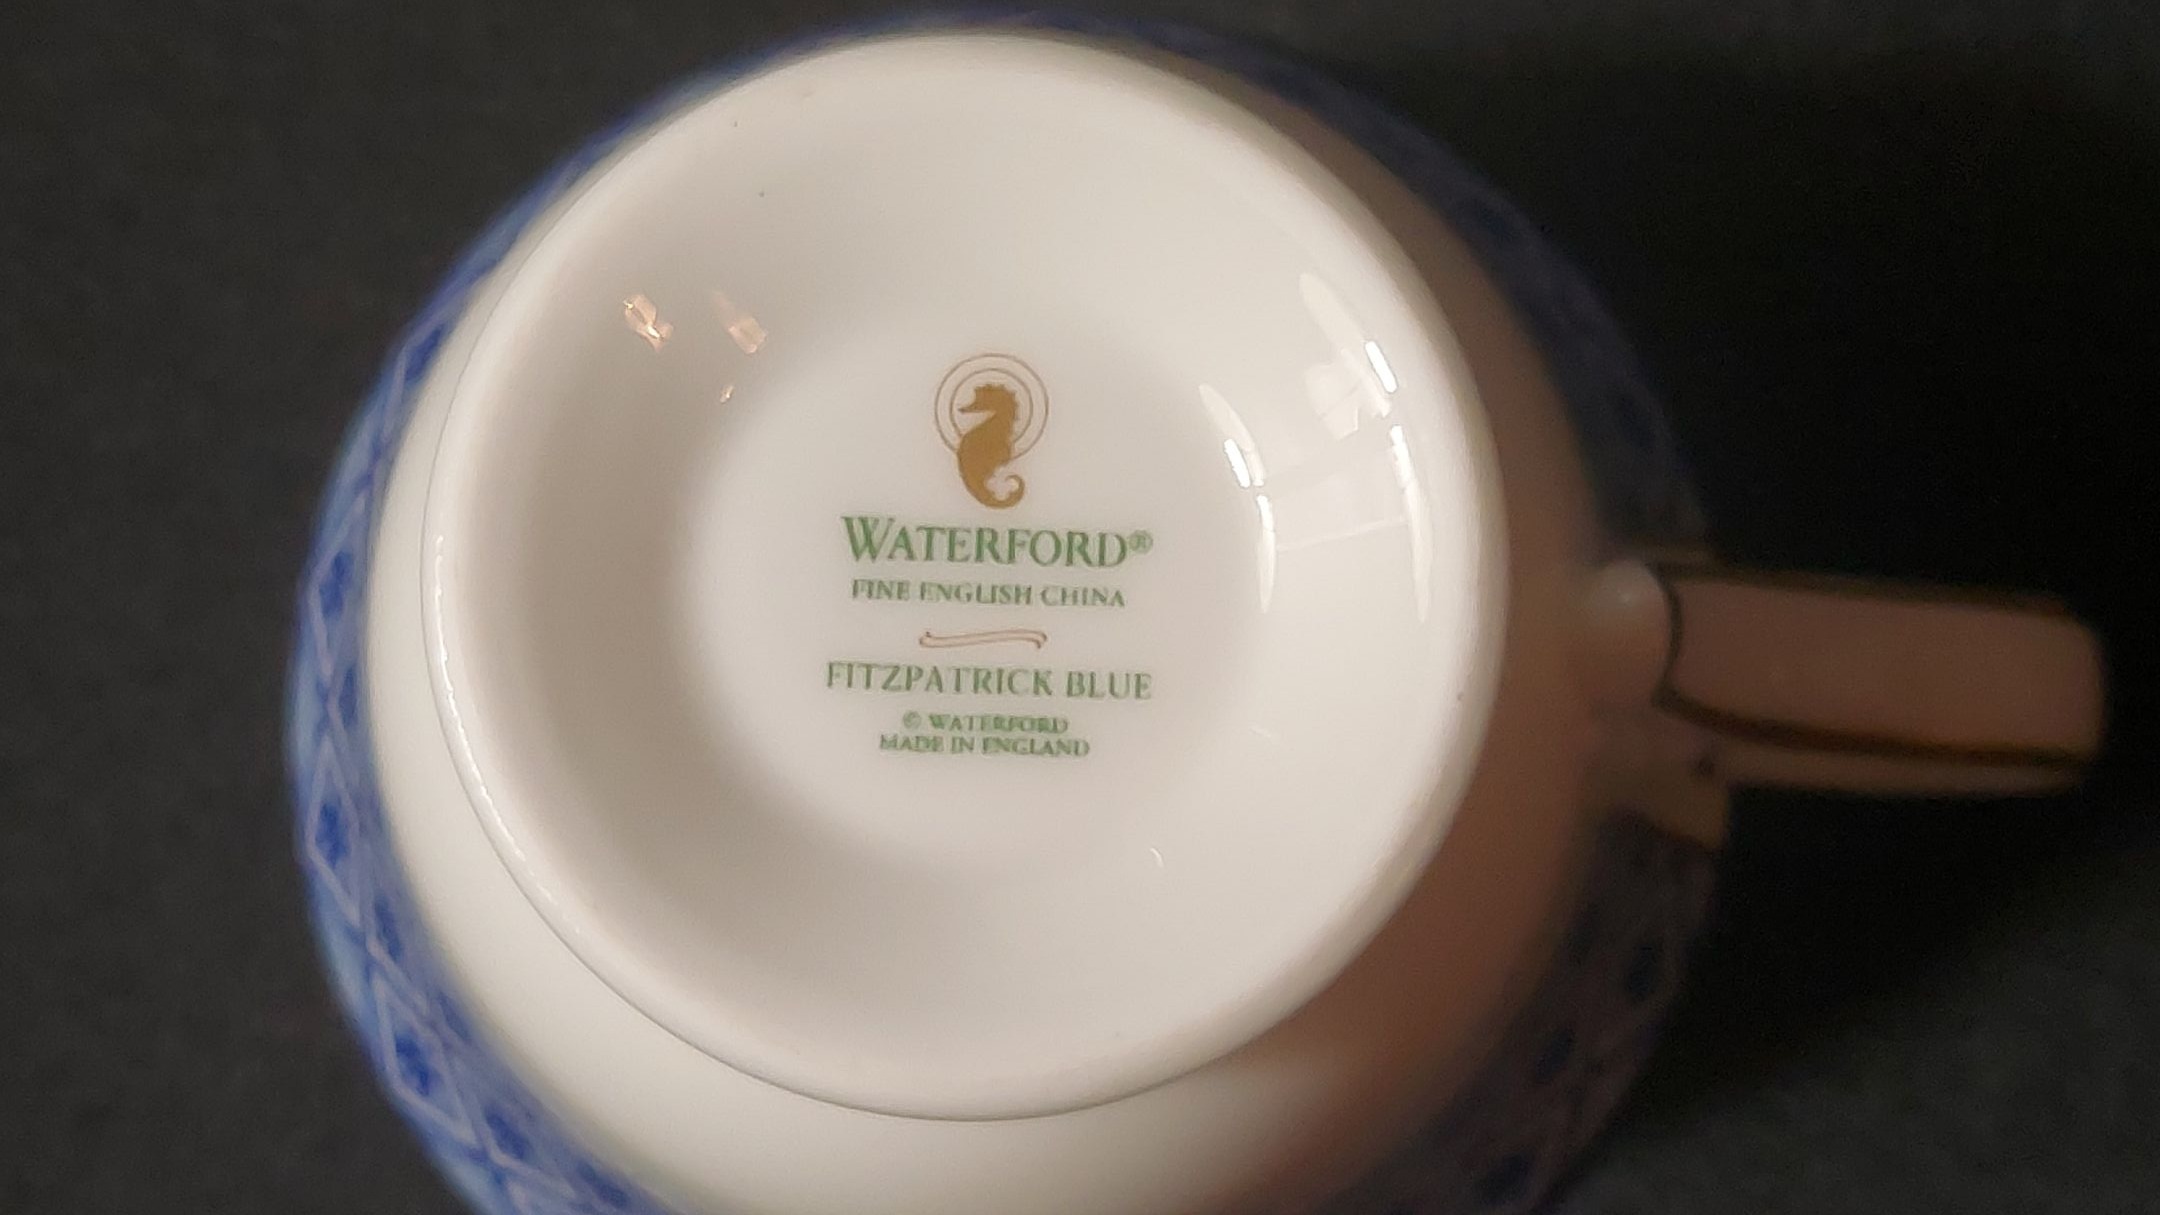 WATERFORD®
FINE ENGLISH CHINA
FITZPATRICK BLUE
© WATERFORD
MADE IN ENGLAND